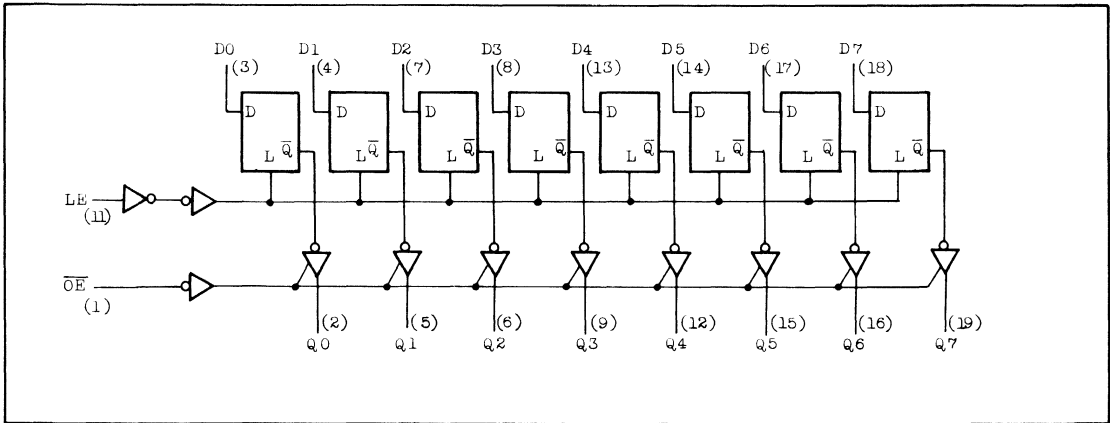 D0 D1 D2 D3 D4 D5 D6 D7
(3) (4) (7) (8) (13) (14) (17) (18)
D D D D D D D D
L Q̅ L Q̅ L Q̅ L Q̅ L Q̅ L Q̅ L Q̅ L Q̅
LE
(11)
O̅E̅
(1)
(2) (5) (6) (9) (12) (15) (16) (19)
Q0 Q1 Q2 Q3 Q4 Q5 Q6 Q7